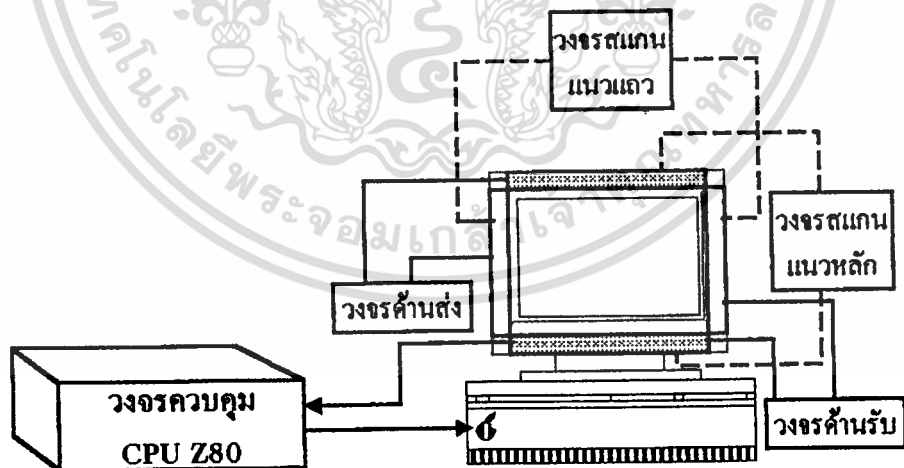 วงจรสแกน
แนวแถว
วงจรสแกน
แนวหลัก
วงจรด้านส่ง
วงจรควบคุม
CPU Z80
วงจรด้านรับ